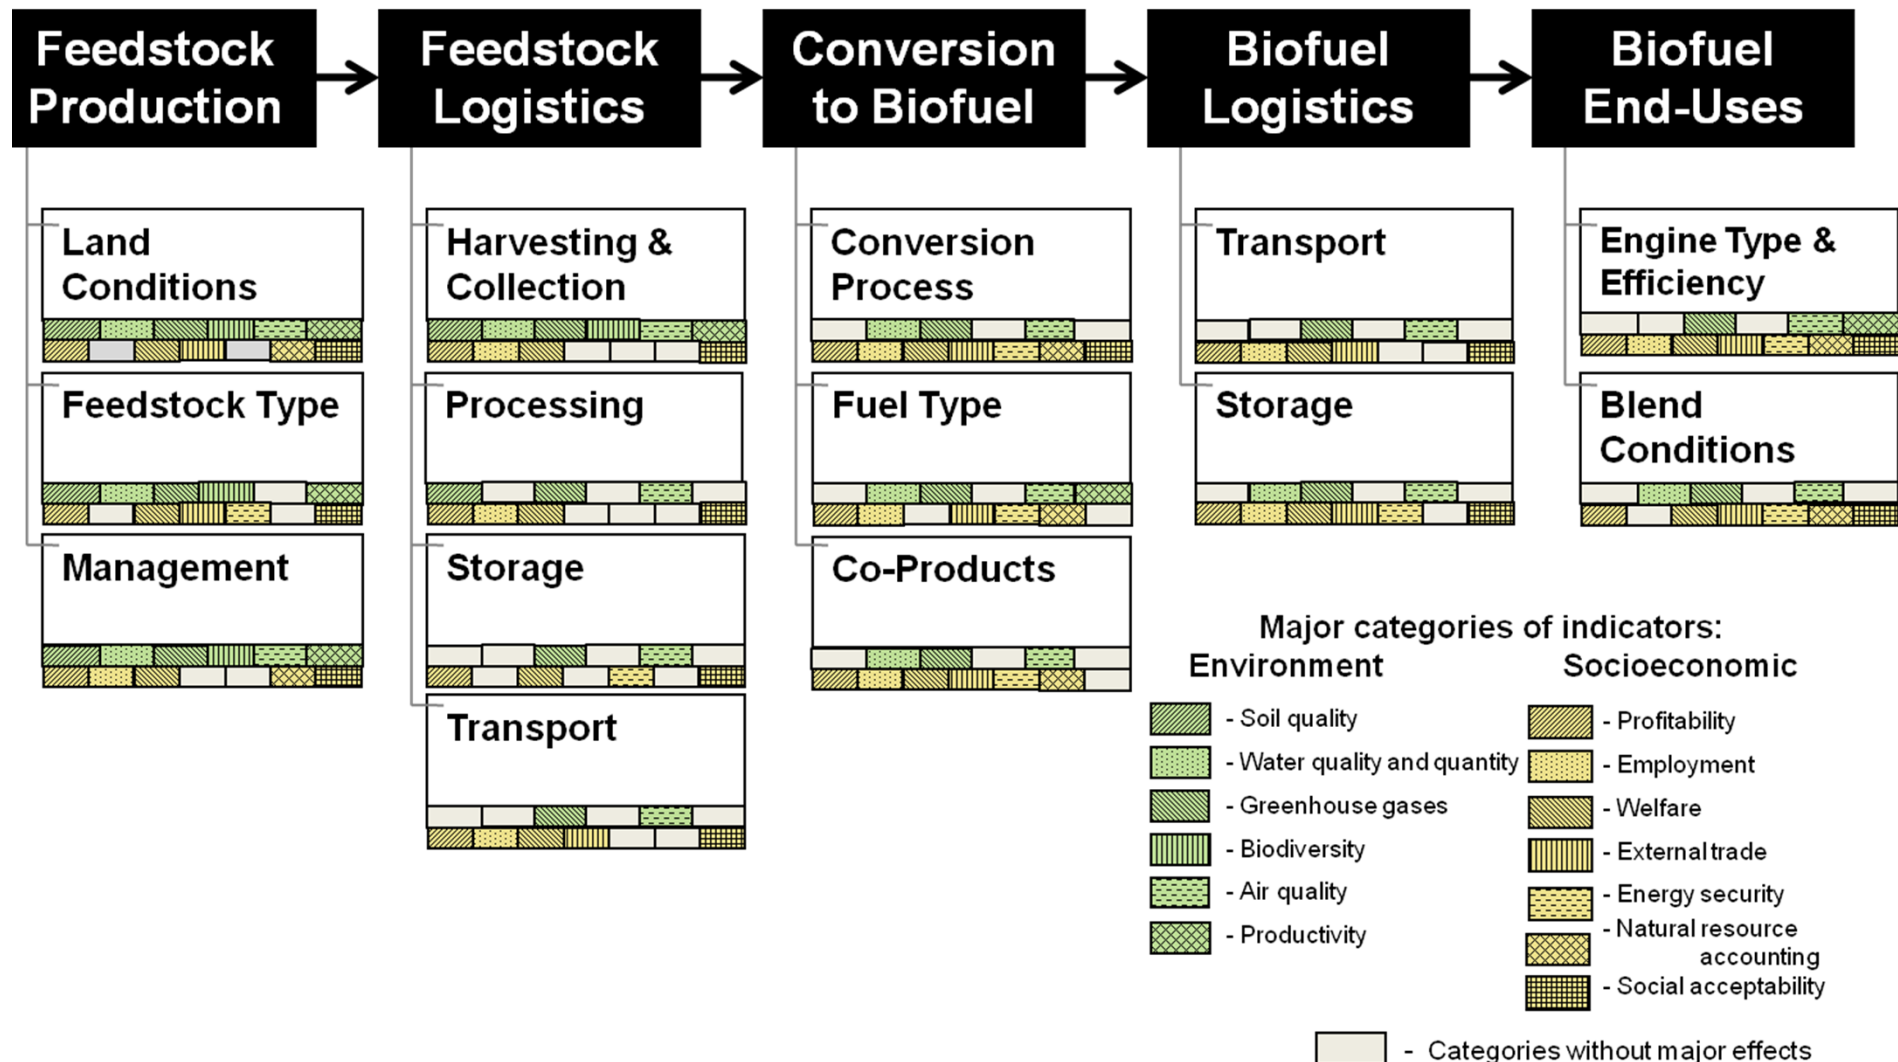 Feedstock
Production
Feedstock
Logistics
Conversion
to Biofuel
Biofuel
Logistics
Biofuel
End-Uses
Land
Conditions
Feedstock Type
Management
Harvesting &
Collection
Processing
Storage
Transport
Conversion
Process
Fuel Type
Co-Products
Transport
Storage
Engine Type &
Efficiency
Blend
Conditions
Major categories of indicators:
Environment
- Soil quality
- Water quality and quantity
- Greenhouse gases
- Biodiversity
- Air quality
- Productivity
Socioeconomic
- Profitability
- Employment
- Welfare
- External trade
- Energy security
- Natural resource
accounting
- Social acceptability
- Categories without major effects